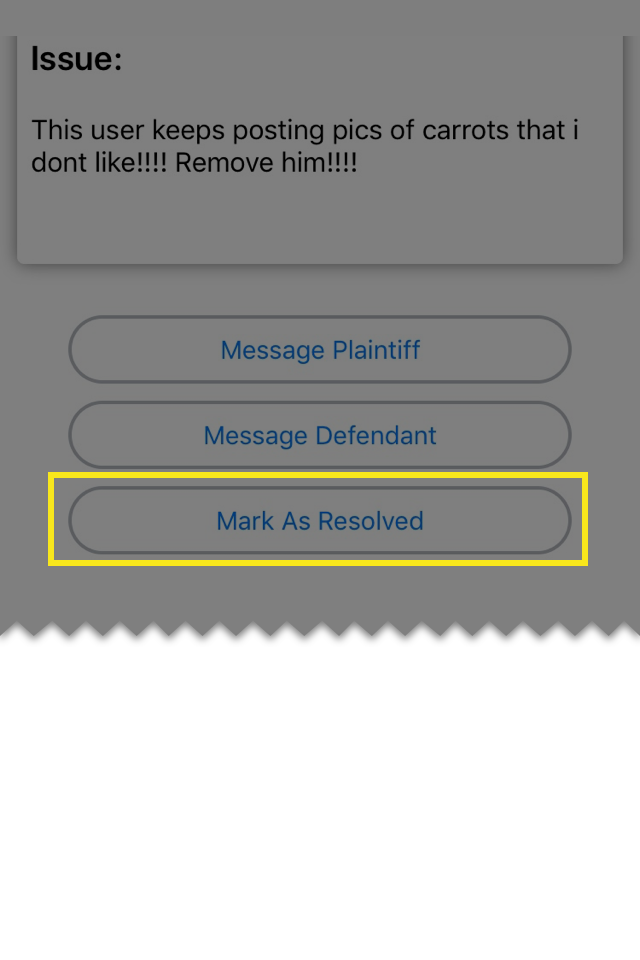 Issue:
This user keeps posting pics of carrots that i
dont like!!!! Remove him!!!!
Message Plaintiff
Message Defendant
Mark As Resolved